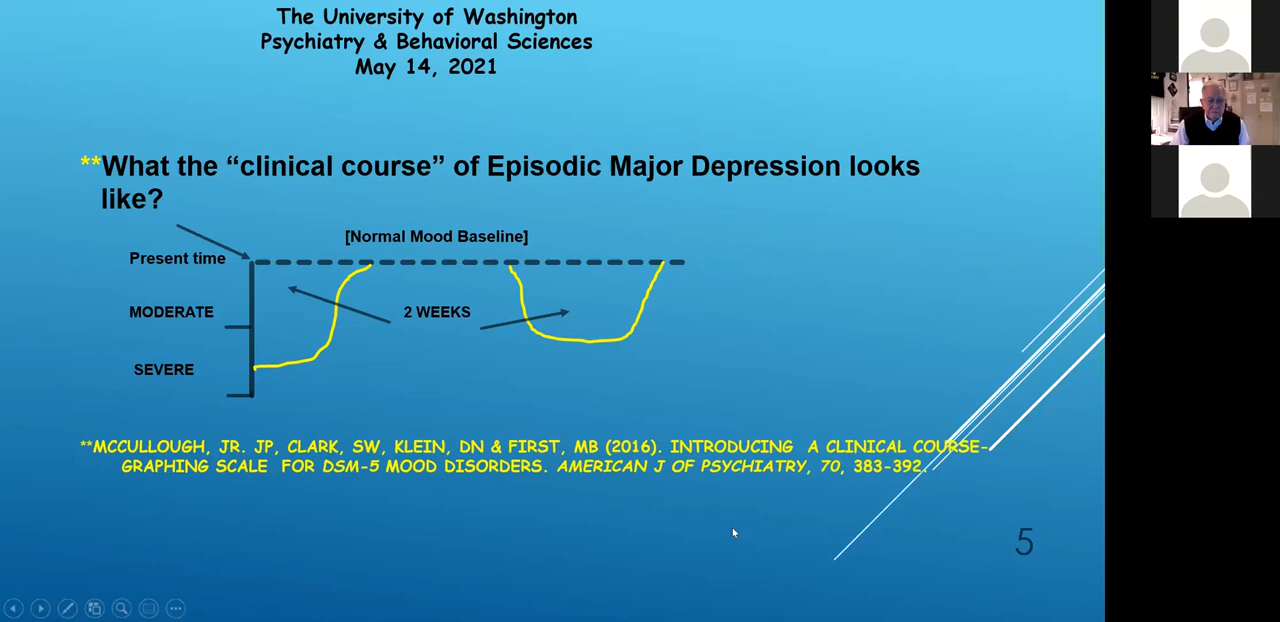 The University of Washington
Psychiatry & Behavioral Sciences
May 14, 2021
**What the “clinical course” of Episodic Major Depression looks
like?
[Normal Mood Baseline]
Present time
MODERATE
2 WEEKS
SEVERE
**MCCULLOUGH, JR. JP, CLARK, SW, KLEIN, DN & FIRST, MB (2016). INTRODUCING A CLINICAL COURSE-
GRAPHING SCALE FOR DSM-5 MOOD DISORDERS. AMERICAN J OF PSYCHIATRY, 70, 383-392.
5